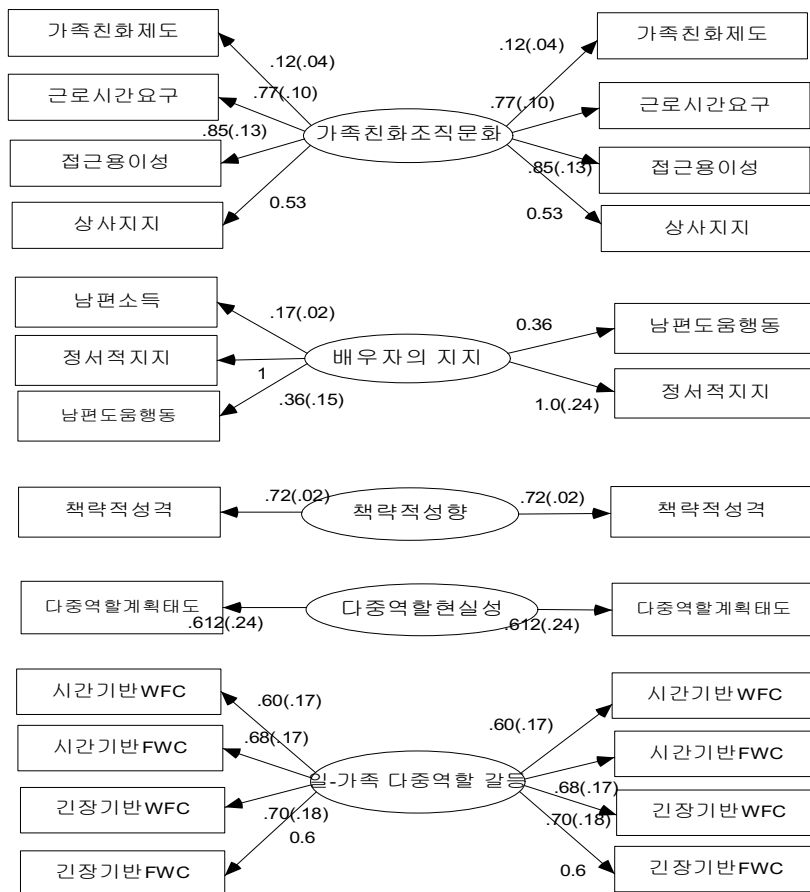 가족친화제도
가족친화제도
.12(.04)
.12(.04)
근로시간요구
.77(.10)
가족친화조직문화
.77(.10)
근로시간요구
.85(.13)
.85(.13)
접근용이성
접근용이성
0.53
0.53
상사지지
상사지지
남편소득
.17(.02)
0.36
남편도움행동
정서적지지
배우자의 지지
1
정서적지지
.36(.15)
1.0(.24)
남편도움행동
책략적성격
.72(.02)
책략적성향
.72(.02)
책략적성격
다중역할계획태도
다중역할현실성
다중역할계획태도
.612(.24)
.612(.24)
시간기반WFC
시간기반WFC
.60(.17)
.60(.17)
시간기반FWC
.68(.17)
시간기반FWC
일-가족 다중역할 갈등
.68(.17)
긴장기반WFC
.70(.18)
.70(.18)
긴장기반WFC
0.6
0.6
긴장기반FWC
긴장기반FWC